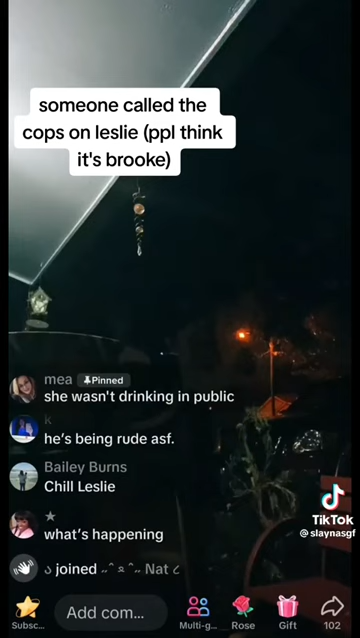 someone called the
cops on leslie (ppl think
it's brooke)
mea Pinned
she wasn't drinking in public
k
he's being rude asf.
Bailey Burns
Chill Leslie
★
what's happening
joined Nat
TikTok
@slaynasgf
Subsc...
Add com...
Multi-g...
Rose
Gift
102